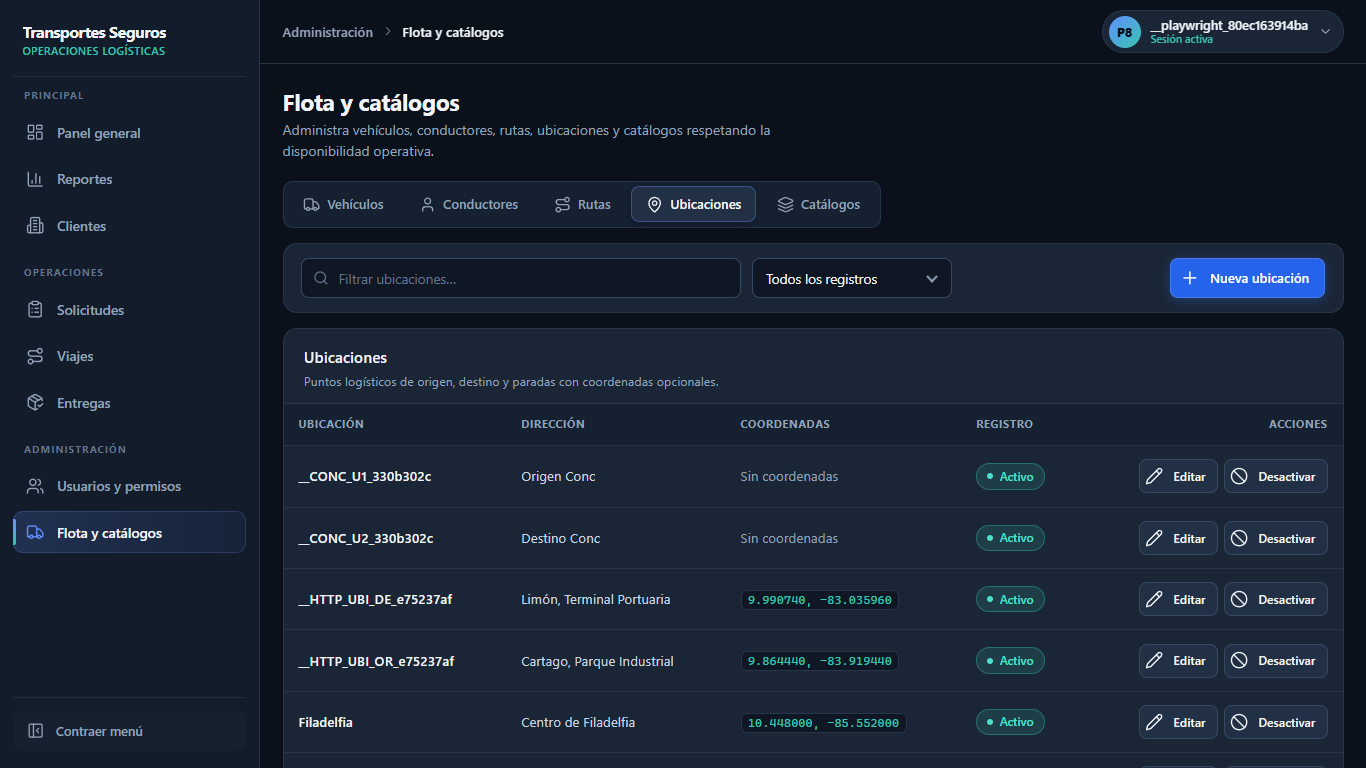 Transportes Seguros
OPERACIONES LOGÍSTICAS
PRINCIPAL
Panel general
Reportes
Clientes
OPERACIONES
Solicitudes
Viajes
Entregas
ADMINISTRACIÓN
Usuarios y permisos
Flota y catálogos
Contraer menú
Administración > Flota y catálogos
P8
__playwright_80ec163914ba
Sesión activa
Flota y catálogos
Administra vehículos, conductores, rutas, ubicaciones y catálogos respetando la
disponibilidad operativa.
Vehículos Conductores Rutas Ubicaciones Catálogos
Filtrar ubicaciones... Todos los registros Nueva ubicación
Ubicaciones
Puntos logísticos de origen, destino y paradas con coordenadas opcionales.
UBICACIÓN DIRECCIÓN COORDENADAS REGISTRO ACCIONES
__CONC_U1_330b302c Origen Conc Sin coordenadas Activo Editar Desactivar
__CONC_U2_330b302c Destino Conc Sin coordenadas Activo Editar Desactivar
__HTTP_UBI_DE_e75237af Limón, Terminal Portuaria 9.990740, -83.035960 Activo Editar Desactivar
__HTTP_UBI_OR_e75237af Cartago, Parque Industrial 9.864440, -83.919440 Activo Editar Desactivar
Filadelfia Centro de Filadelfia 10.448000, -85.552000 Activo Editar Desactivar